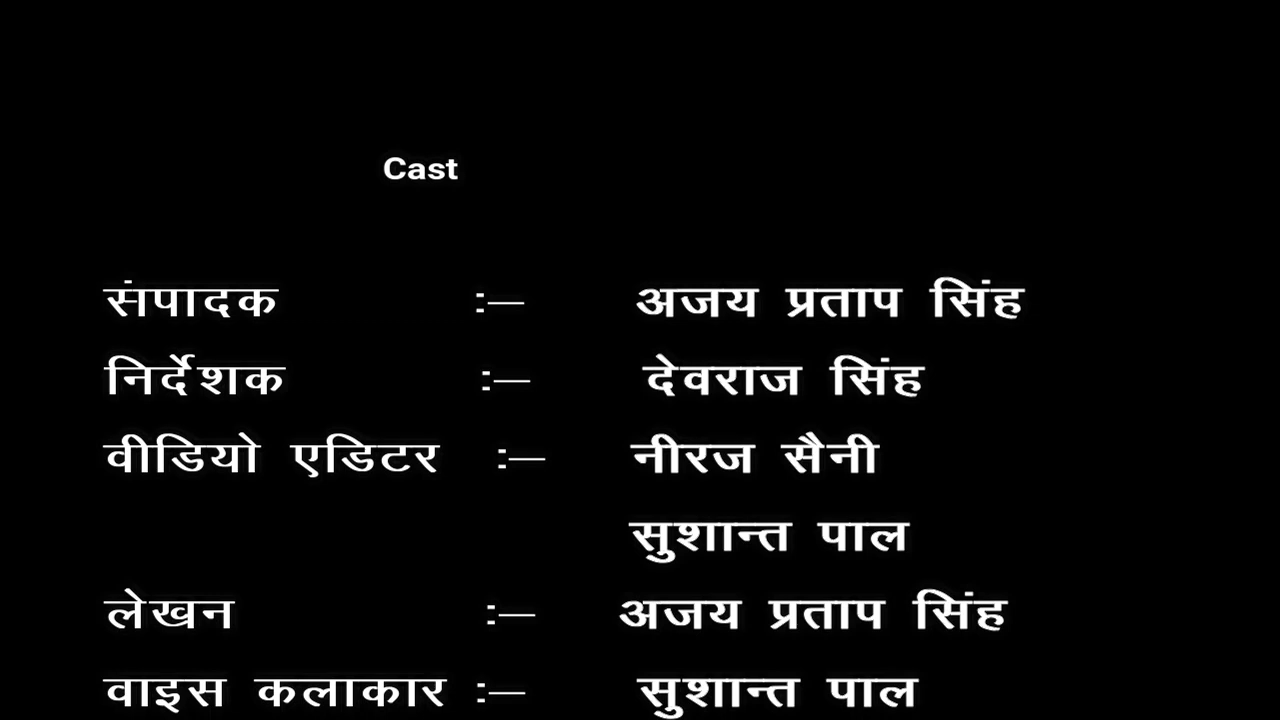 Cast
संपादक :— अजय प्रताप सिंह
निर्देशक :— देवराज सिंह
वीडियो एडिटर :— नीरज सैनी
सुशान्त पाल
लेखन :— अजय प्रताप सिंह
वाइस कलाकार :— सुशान्त पाल